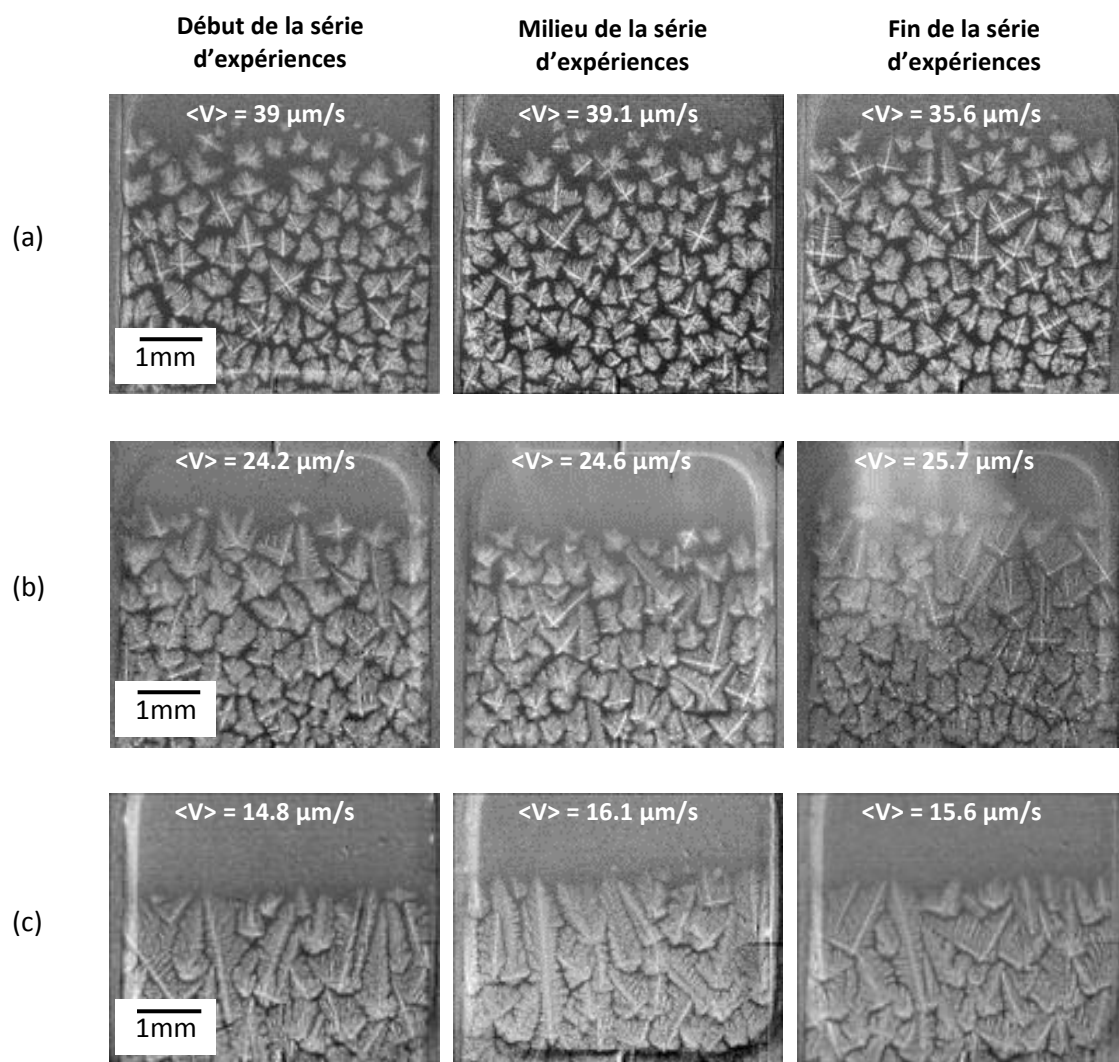 Début de la série
d’expériences
Milieu de la série
d’expériences
Fin de la série
d’expériences
(a)
<V> = 39 µm/s
<V> = 39.1 µm/s
<V> = 35.6 µm/s
1mm
(b)
<V> = 24.2 µm/s
<V> = 24.6 µm/s
<V> = 25.7 µm/s
1mm
(c)
<V> = 14.8 µm/s
<V> = 16.1 µm/s
<V> = 15.6 µm/s
1mm